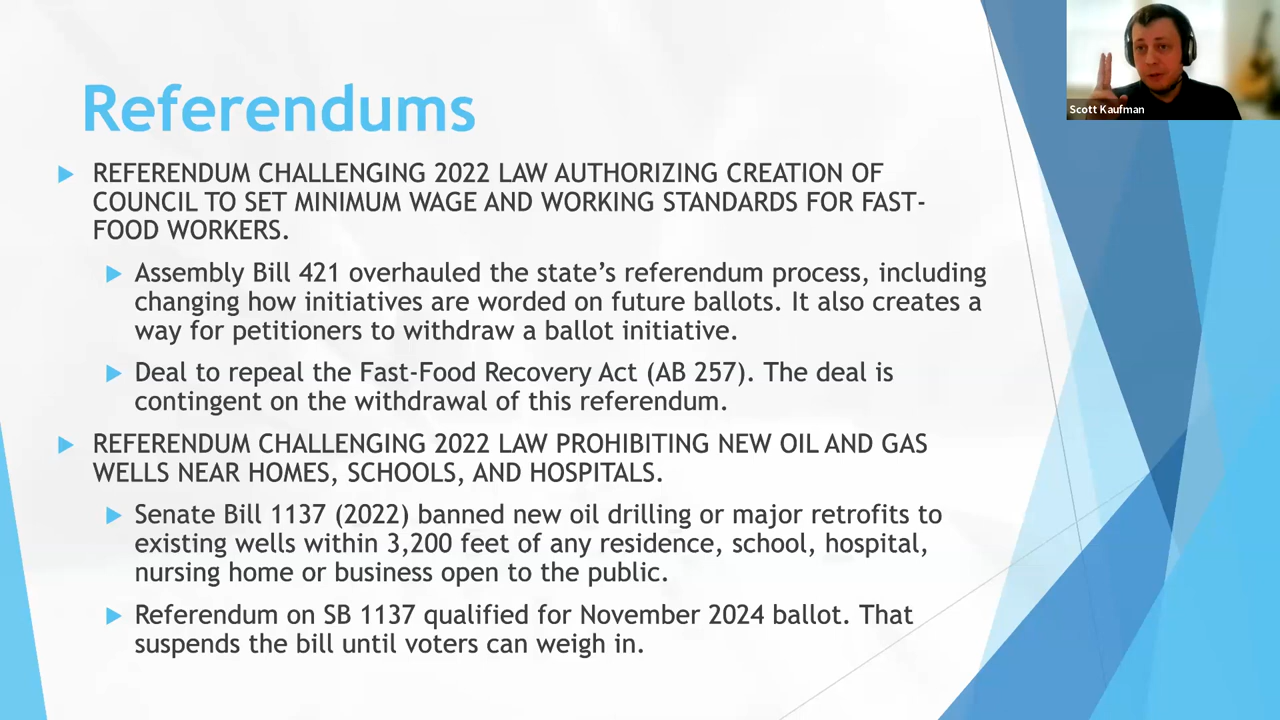 Referendums
REFERENDUM CHALLENGING 2022 LAW AUTHORIZING CREATION OF
COUNCIL TO SET MINIMUM WAGE AND WORKING STANDARDS FOR FAST-
FOOD WORKERS.
Assembly Bill 421 overhauled the state’s referendum process, including
changing how initiatives are worded on future ballots. It also creates a
way for petitioners to withdraw a ballot initiative.
Deal to repeal the Fast-Food Recovery Act (AB 257). The deal is
contingent on the withdrawal of this referendum.
REFERENDUM CHALLENGING 2022 LAW PROHIBITING NEW OIL AND GAS
WELLS NEAR HOMES, SCHOOLS, AND HOSPITALS.
Senate Bill 1137 (2022) banned new oil drilling or major retrofits to
existing wells within 3,200 feet of any residence, school, hospital,
nursing home or business open to the public.
Referendum on SB 1137 qualified for November 2024 ballot. That
suspends the bill until voters can weigh in.
Scott Kaufman